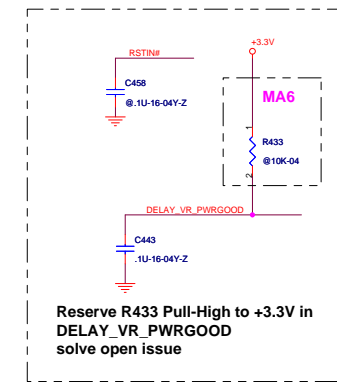 +3.3V
RSTIN#
C458
@.1U-16-04Y-Z
MA6
1
R433
@10K-04
2
DELAY_VR_PWRGOOD
C443
.1U-16-04Y-Z
Reserve R433 Pull-High to +3.3V in
DELAY_VR_PWRGOOD
solve open issue